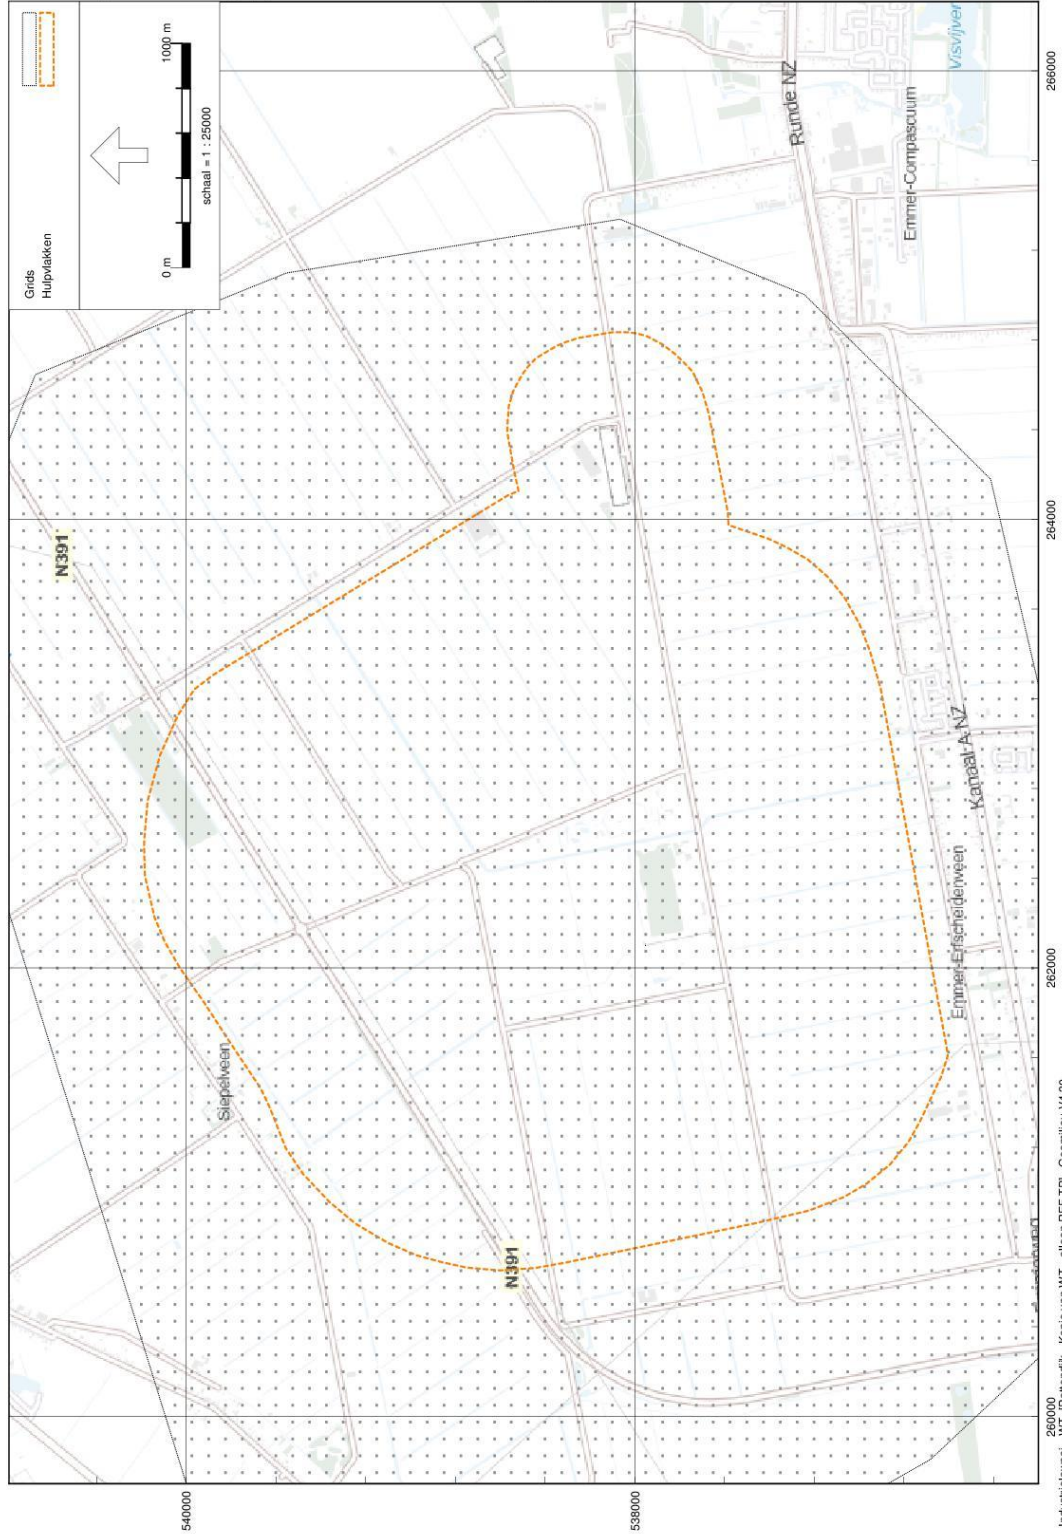 Grids
Hulpvlakken
0 m
1000 m
schaal = 1 : 25000
N391
Siepelveen
N391
Runde NZ
Visvijver
Emmer-Compascuum
Kanaal-A NZ
Emmer-Erfscheidenveen
540000
538000
260000
262000
264000
266000